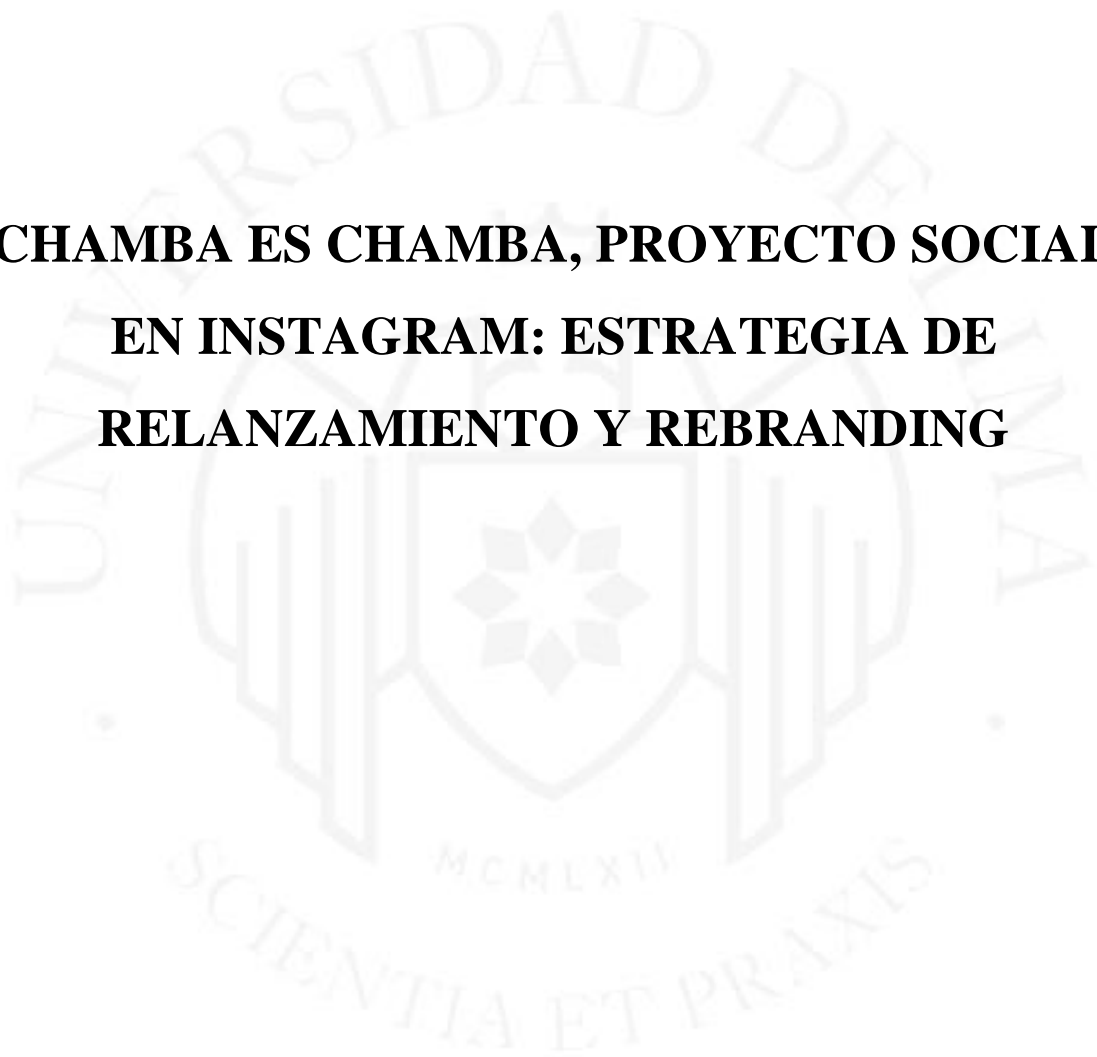 CHAMBA ES CHAMBA, PROYECTO SOCIAL
EN INSTAGRAM: ESTRATEGIA DE
RELANZAMIENTO Y REBRANDING
UNIVERSIDAD DE LIMA
MCMLXII
SCIENTIA ET PRAXIS